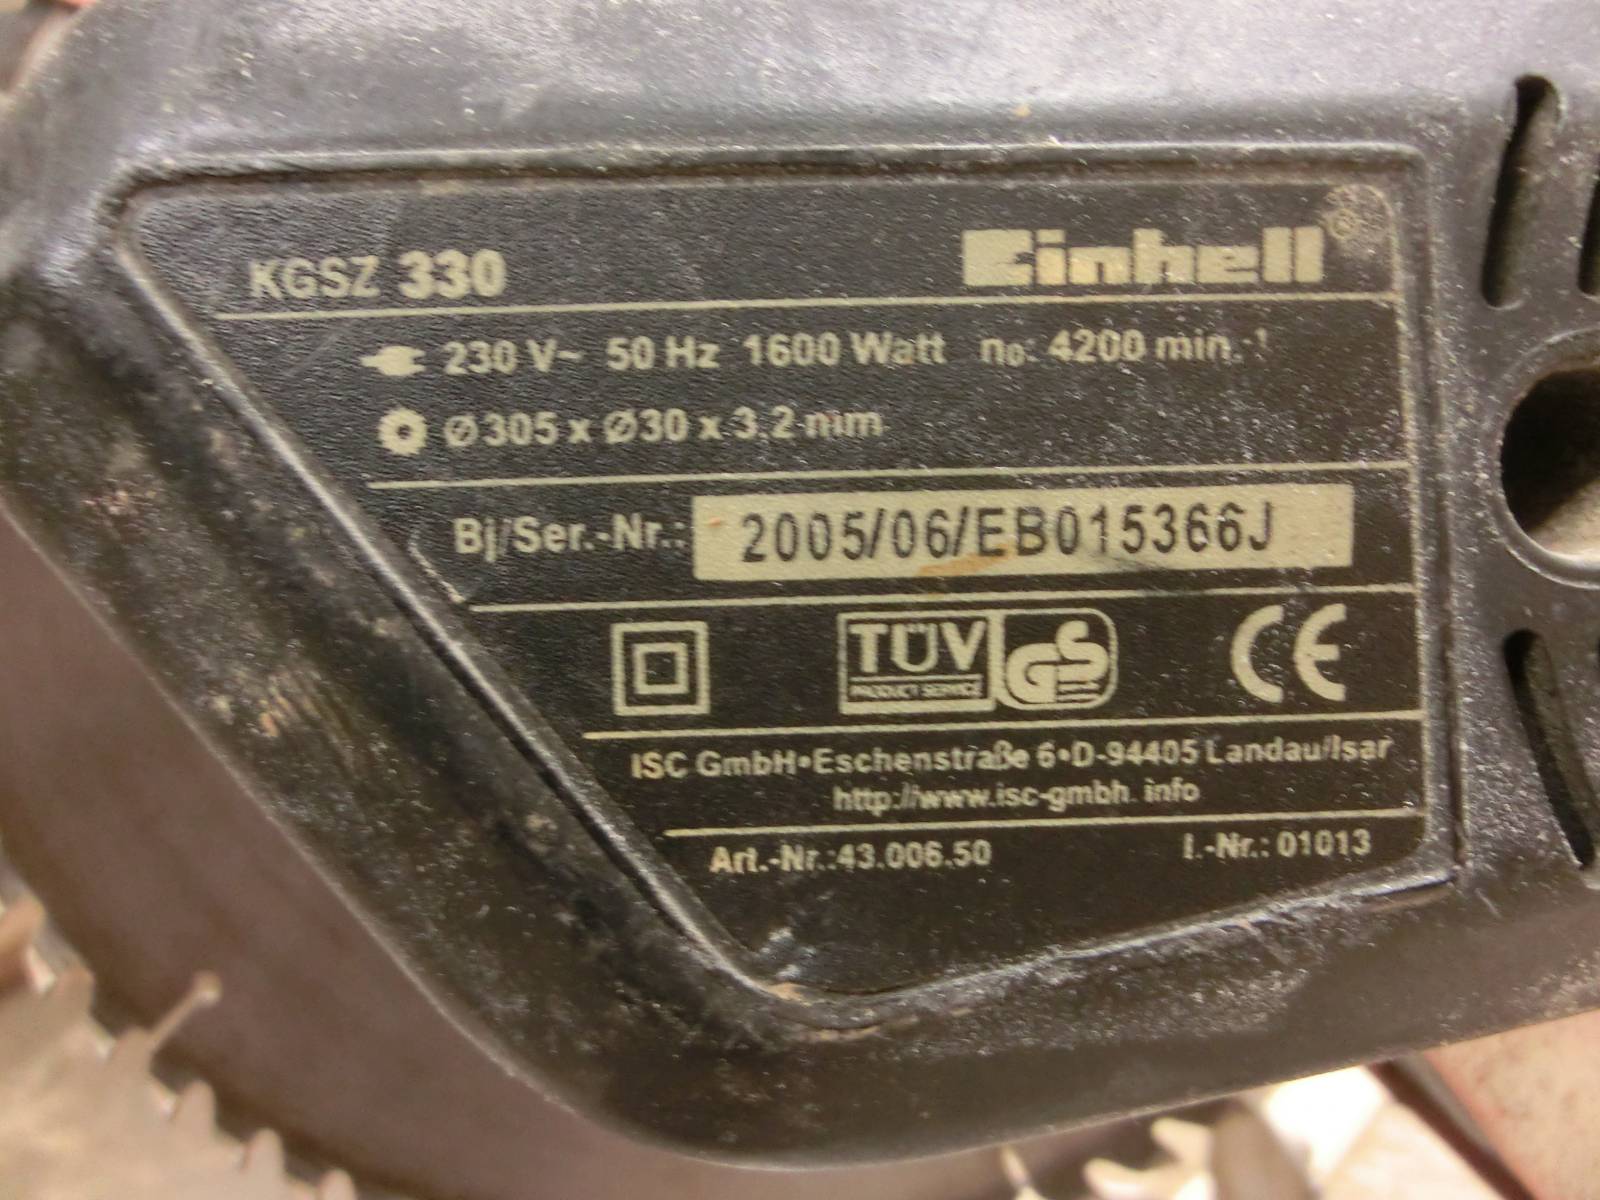 KGSZ 330 Einhell®
230 V~ 50 Hz 1600 Watt n₀: 4200 min.⁻¹
Ø305 x Ø30 x 3,2 mm
Bj/Ser.-Nr.: 2005/06/EB015366J
TÜV PRODUCT SERVICE GS CE
ISC GmbH•Eschenstraße 6•D-94405 Landau/Isar
http://www.isc-gmbh.info
Art.-Nr.:43.006.50 I.-Nr.: 01013